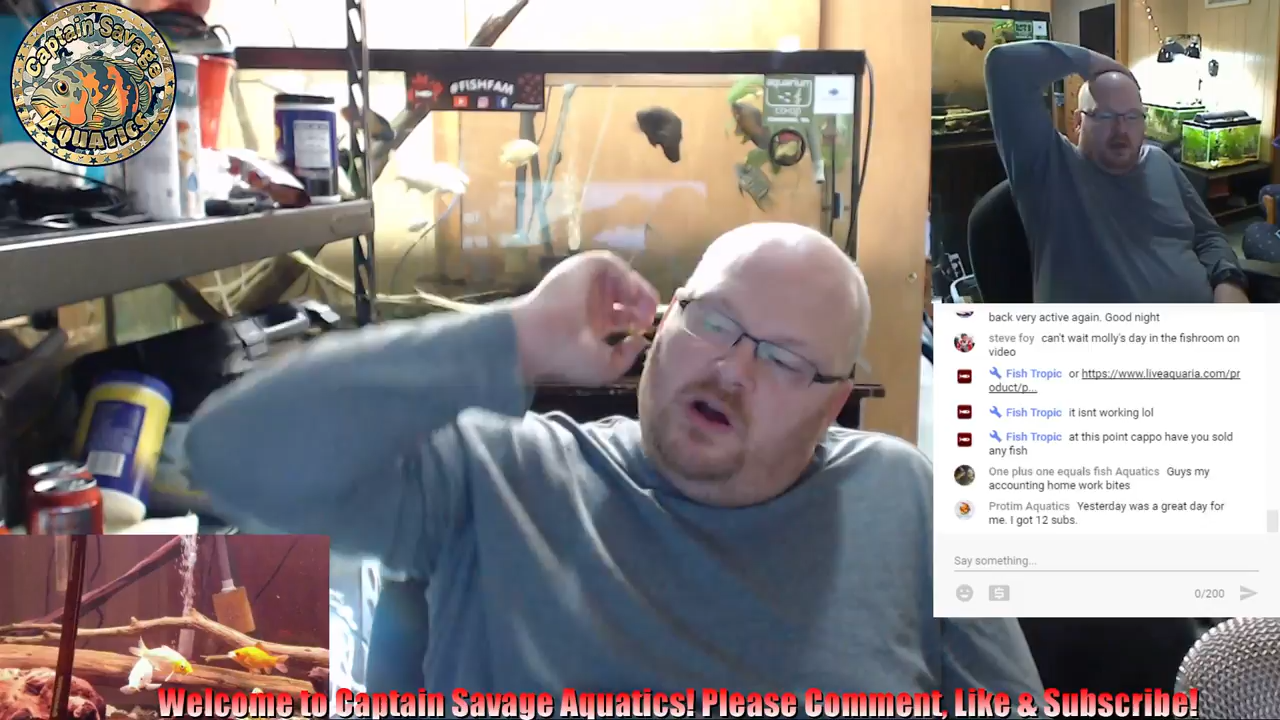 Captain Savage
AQUATICS
#FISHFAM
aquarium
CO-OP
back very active again. Good night
steve foy can't wait molly's day in the fishroom on
video
Fish Tropic or https://www.liveaquaria.com/pr
oduct/p...
Fish Tropic it isnt working lol
Fish Tropic at this point cappo have you sold
any fish
One plus one equals fish Aquatics Guys my
accounting home work bites
Protim Aquatics Yesterday was a great day for
me. I got 12 subs.
Say something...
0/200
Welcome to Captain Savage Aquatics! Please Comment, Like & Subscribe!